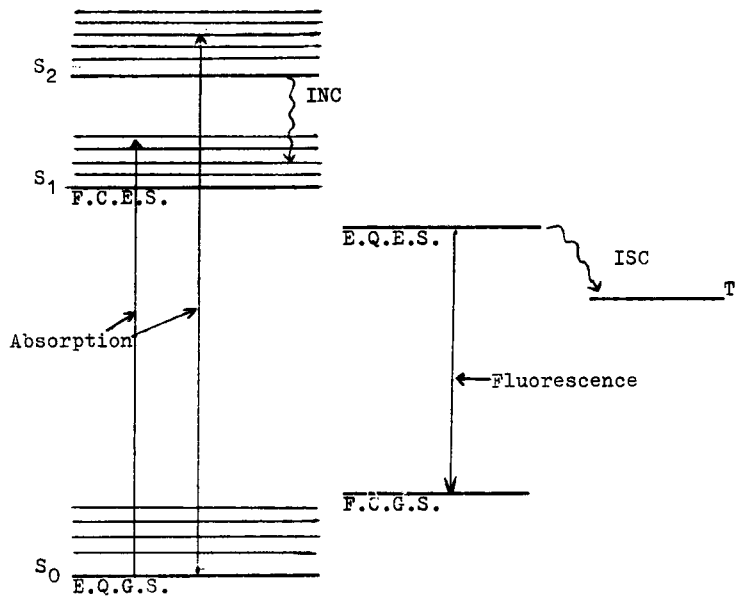 S2
INC
S1
F.C.E.S.
E.Q.E.S.
ISC
T
Absorption
Fluorescence
F.C.G.S.
S0
E.Q.G.S.